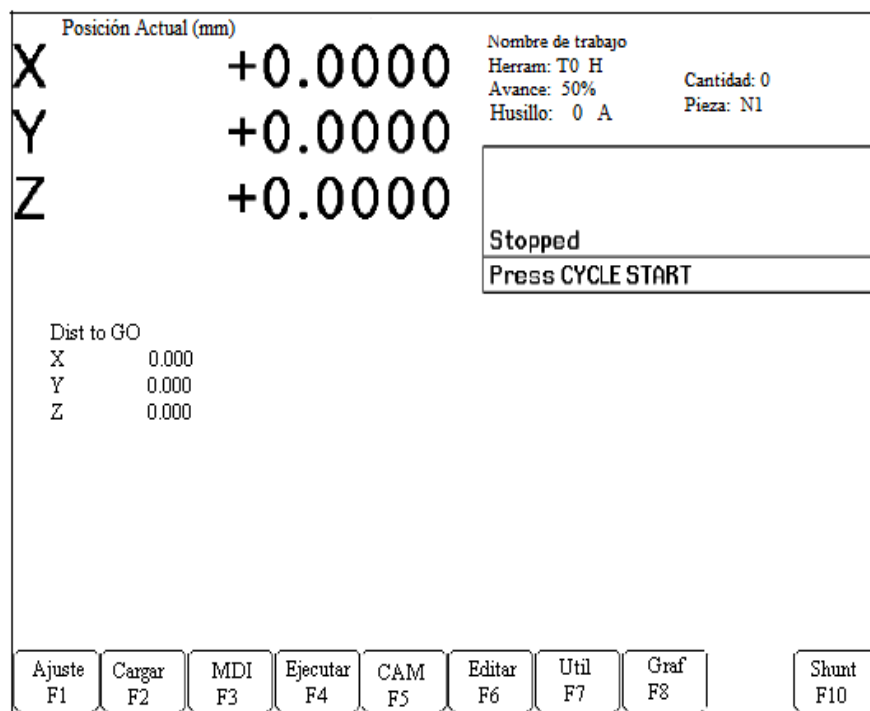 Posición Actual (mm)
X +0.0000
Y +0.0000
Z +0.0000
Nombre de trabajo
Herram: T0 H
Avance: 50%
Husillo: 0 A
Cantidad: 0
Pieza: N1
Stopped
Press CYCLE START
Dist to GO
X 0.000
Y 0.000
Z 0.000
Ajuste F1
Cargar F2
MDI F3
Ejecutar F4
CAM F5
Editar F6
Util F7
Graf F8
Shunt F10